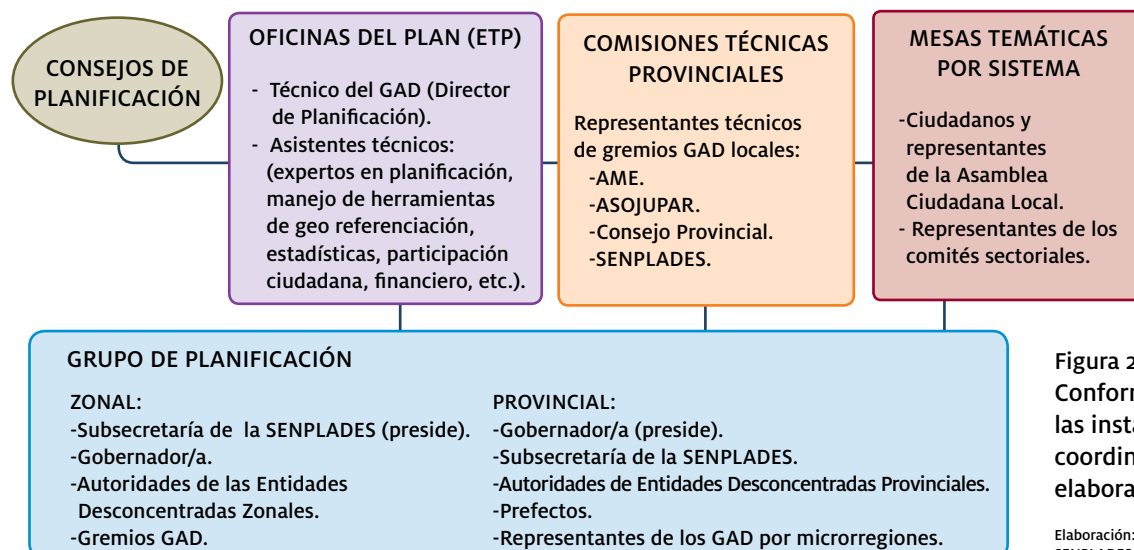 CONSEJOS DE
PLANIFICACIÓN
OFICINAS DEL PLAN (ETP)
- Técnico del GAD (Director
de Planificación).
- Asistentes técnicos:
(expertos en planificación,
manejo de herramientas
de geo referenciación,
estadísticas, participación
ciudadana, financiero, etc.).
COMISIONES TÉCNICAS
PROVINCIALES
Representantes técnicos
de gremios GAD locales:
-AME.
-ASOJUPAR.
-Consejo Provincial.
-SENPLADES.
MESAS TEMÁTICAS
POR SISTEMA
-Ciudadanos y
representantes
de la Asamblea
Ciudadana Local.
- Representantes de los
comités sectoriales.
GRUPO DE PLANIFICACIÓN
ZONAL:
-Subsecretaría de la SENPLADES (preside).
-Gobernador/a.
-Autoridades de las Entidades
Desconcentradas Zonales.
-Gremios GAD.
PROVINCIAL:
-Gobernador/a (preside).
-Subsecretaría de la SENPLADES.
-Autoridades de Entidades Desconcentradas Provinciales.
-Prefectos.
-Representantes de los GAD por microrregiones.
Figura 2
Conform
las insta
coordin
elabora
Elaboración: